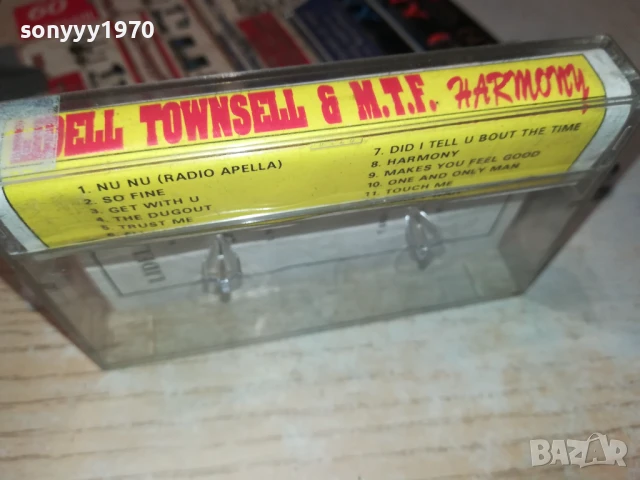 sonyyy1970
TOWNSELL & M.T.F. HARMONY
1. NU NU (RADIO APELLA)
2. SO FINE
3. GET WITH U
4. THE DUGOUT
5. TRUST ME
7. DID I TELL U BOUT THE TIME
8. HARMONY
9. MAKES YOU FEEL GOOD
10. ONE AND ONLY MAN
11. TOUCH ME
BAZAR